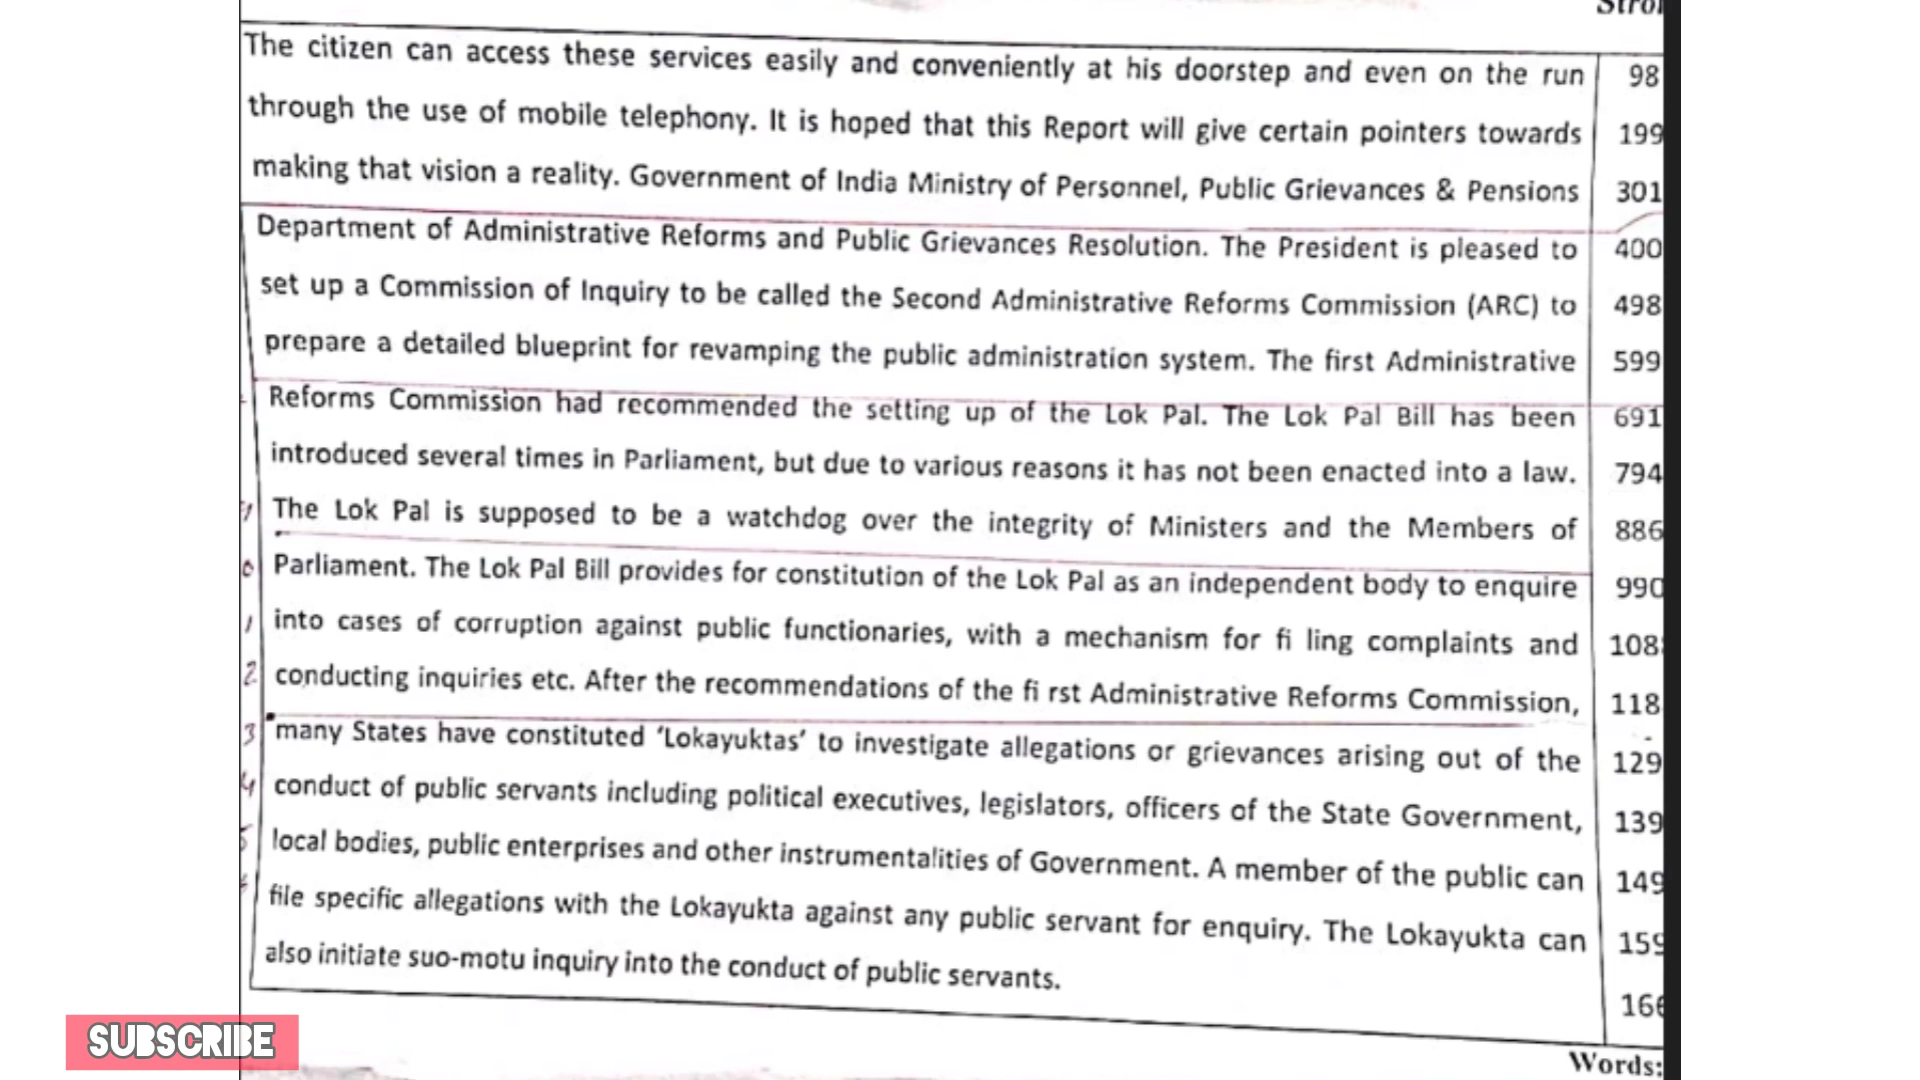 The citizen can access these services easily and conveniently at his doorstep and even on the run 98
through the use of mobile telephony. It is hoped that this Report will give certain pointers towards 199
making that vision a reality. Government of India Ministry of Personnel, Public Grievances & Pensions 301
Department of Administrative Reforms and Public Grievances Resolution. The President is pleased to 400
set up a Commission of Inquiry to be called the Second Administrative Reforms Commission (ARC) to 498
prepare a detailed blueprint for revamping the public administration system. The first Administrative 599
Reforms Commission had recommended the setting up of the Lok Pal. The Lok Pal Bill has been 691
introduced several times in Parliament, but due to various reasons it has not been enacted into a law. 794
The Lok Pal is supposed to be a watchdog over the integrity of Ministers and the Members of 886
Parliament. The Lok Pal Bill provides for constitution of the Lok Pal as an independent body to enquire 990
into cases of corruption against public functionaries, with a mechanism for fi ling complaints and 108
2 conducting inquiries etc. After the recommendations of the fi rst Administrative Reforms Commission, 118
3 many States have constituted ‘Lokayuktas’ to investigate allegations or grievances arising out of the 129
4 conduct of public servants including political executives, legislators, officers of the State Government, 139
local bodies, public enterprises and other instrumentalities of Government. A member of the public can 149
file specific allegations with the Lokayukta against any public servant for enquiry. The Lokayukta can 159
also initiate suo-motu inquiry into the conduct of public servants.
166
Words:
SUBSCRIBE